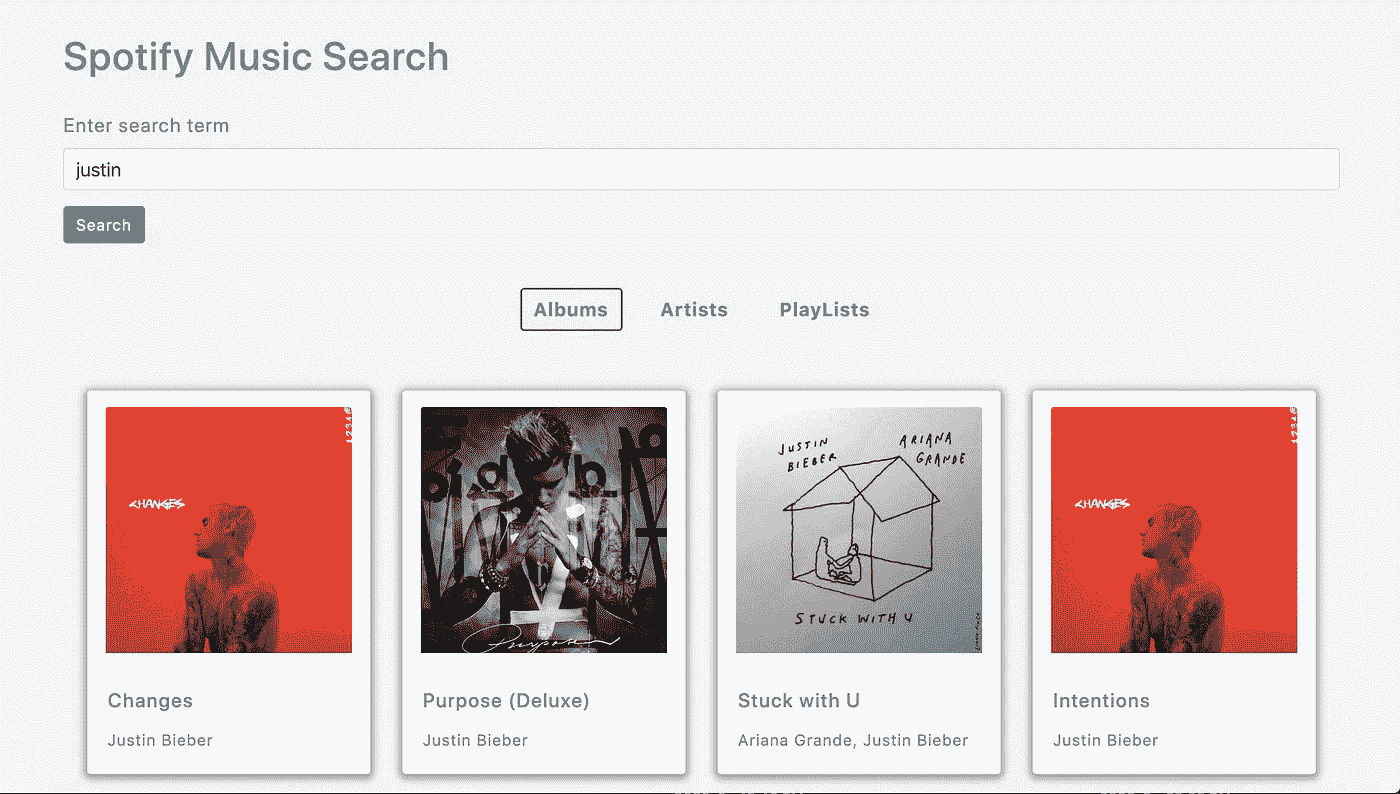 Spotify Music Search
Enter search term
justin
Search
Albums Artists PlayLists
CHANGES
1234
Purpose
JUSTIN BIEBER
ARIANA GRANDE
STUCK WITH U
CHANGES
Changes
Justin Bieber
Purpose (Deluxe)
Justin Bieber
Stuck with U
Ariana Grande, Justin Bieber
Intentions
Justin Bieber